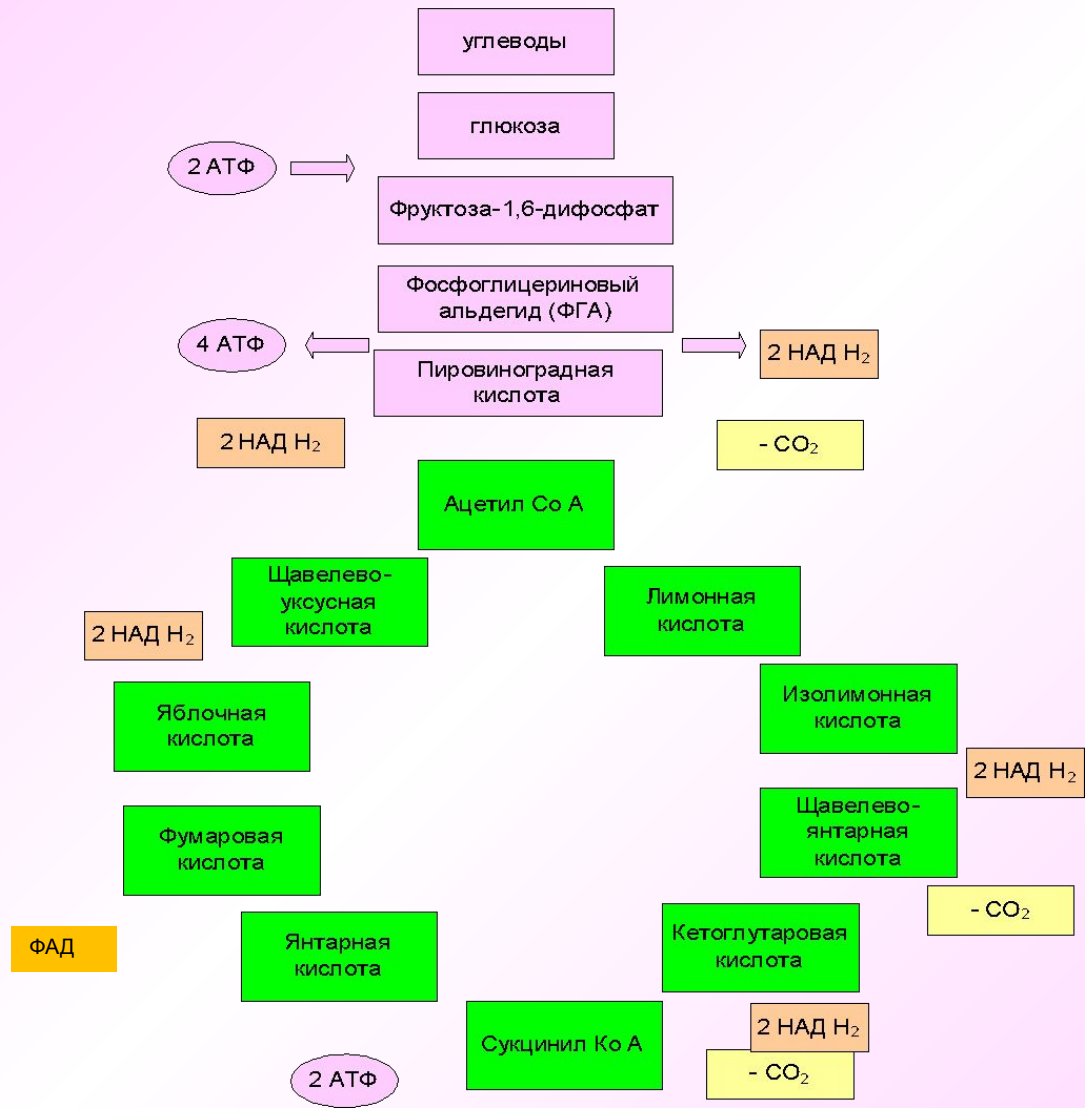 углеводы
глюкоза
2 АТФ
Фруктоза-1,6-дифосфат
Фосфоглицериновый
альдегид (ФГА)
4 АТФ
2 НАД Н₂
Пировиноградная
кислота
2 НАД Н₂
- СО₂
Ацетил Со А
Щавелево-
уксусная
кислота
Лимонная
кислота
2 НАД Н₂
Изолимонная
кислота
Яблочная
кислота
2 НАД Н₂
Щавелево-
янтарная
кислота
Фумаровая
кислота
- СО₂
Кетоглутаровая
кислота
ФАД
Янтарная
кислота
2 НАД Н₂
Сукцинил Ко А
- СО₂
2 АТФ